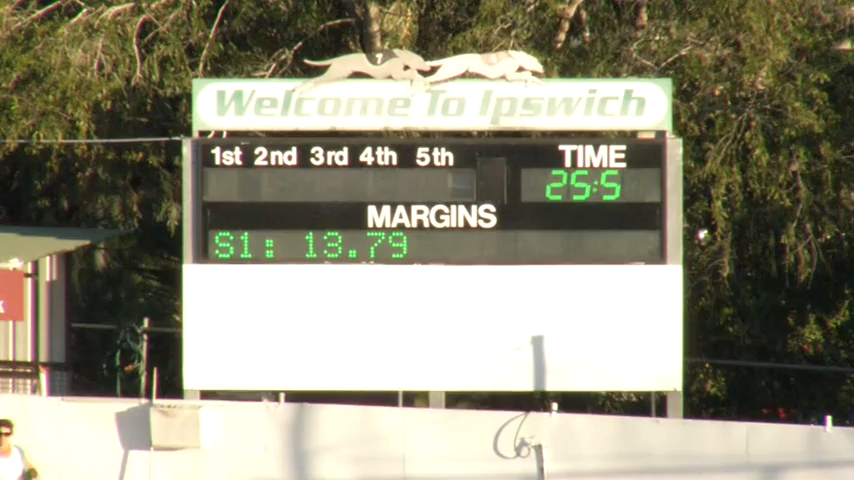 Welcome To Ipswich
1st 2nd 3rd 4th 5th TIME
25:5
MARGINS
S1: 13.79